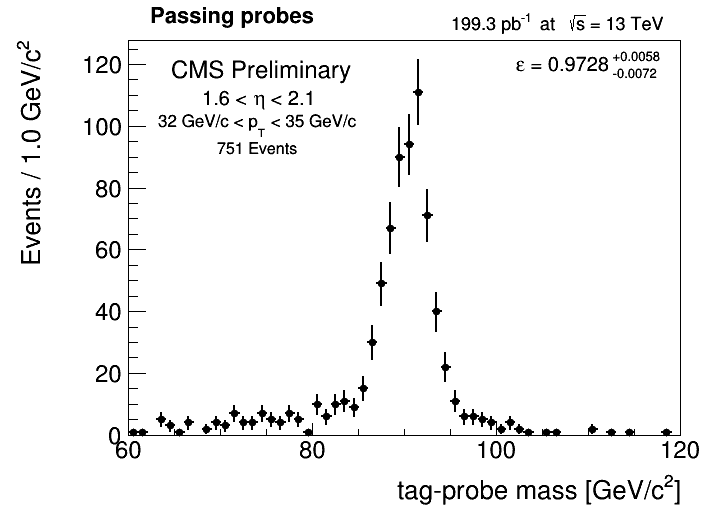 Passing probes
199.3 pb⁻¹ at √s = 13 TeV
CMS Preliminary
ε = 0.9728 +0.0058 -0.0072
1.6 < η < 2.1
32 GeV/c < p_T < 35 GeV/c
751 Events
Events / 1.0 GeV/c²
120
100
80
60
40
20
0
60 80 100 120
tag-probe mass [GeV/c²]